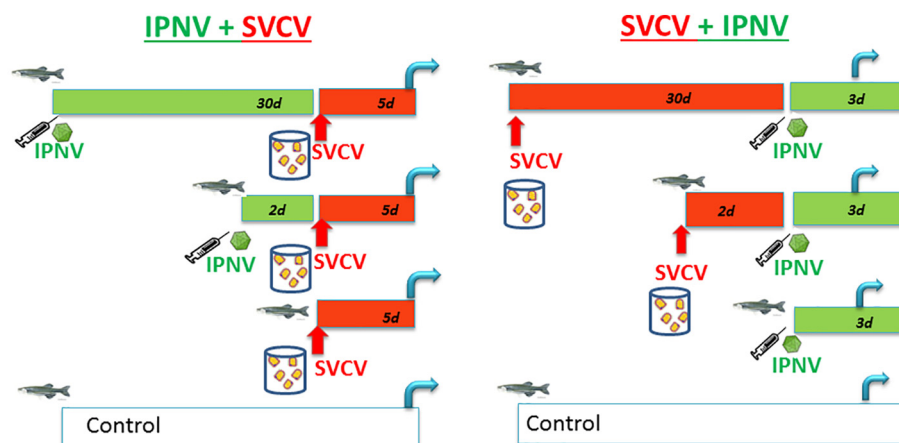 IPNV + SVCV
30d
5d
IPNV
SVCV
2d
5d
IPNV
SVCV
5d
SVCV
Control
SVCV + IPNV
30d
3d
SVCV
IPNV
2d
3d
SVCV
IPNV
3d
IPNV
Control